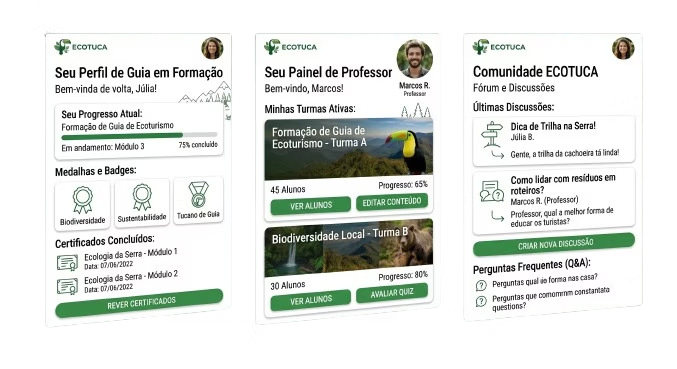 ECOTUCA
Seu Perfil de Guia em Formação
Bem-vinda de volta, Júlia!
Seu Progresso Atual:
Formação de Guia de Ecoturismo
Em andamento: Módulo 3
75% concluído
Medalhas e Badges:
Biodiversidade
Sustentabilidade
Tucano de Guia
Certificados Concluídos:
Ecologia da Serra - Módulo 1
Data: 07/06/2022
Ecologia da Serra - Módulo 2
Data: 07/06/2022
REVER CERTIFICADOS
ECOTUCA
Seu Painel de Professor
Bem-vindo, Marcos!
Marcos R.
Professor
Minhas Turmas Ativas:
Formação de Guia de
Ecoturismo - Turma A
45 Alunos
Progresso: 65%
VER ALUNOS
EDITAR CONTEÚDO
Biodiversidade Local - Turma B
30 Alunos
Progresso: 80%
VER ALUNOS
AVALIAR QUIZ
ECOTUCA
Comunidade ECOTUCA
Fórum e Discussões
Últimas Discussões:
Dica de Trilha na Serra!
Júlia B.
Gente, a trilha da cachoeira tá linda!
Como lidar com resíduos em
roteiros?
Marcos R. (Professor)
Professor, qual a melhor forma de
educar os turistas?
CRIAR NOVA DISCUSSÃO
Perguntas Frequentes (Q&A):
Perguntas qual forma nas case?
Perguntas que constantato
questions?